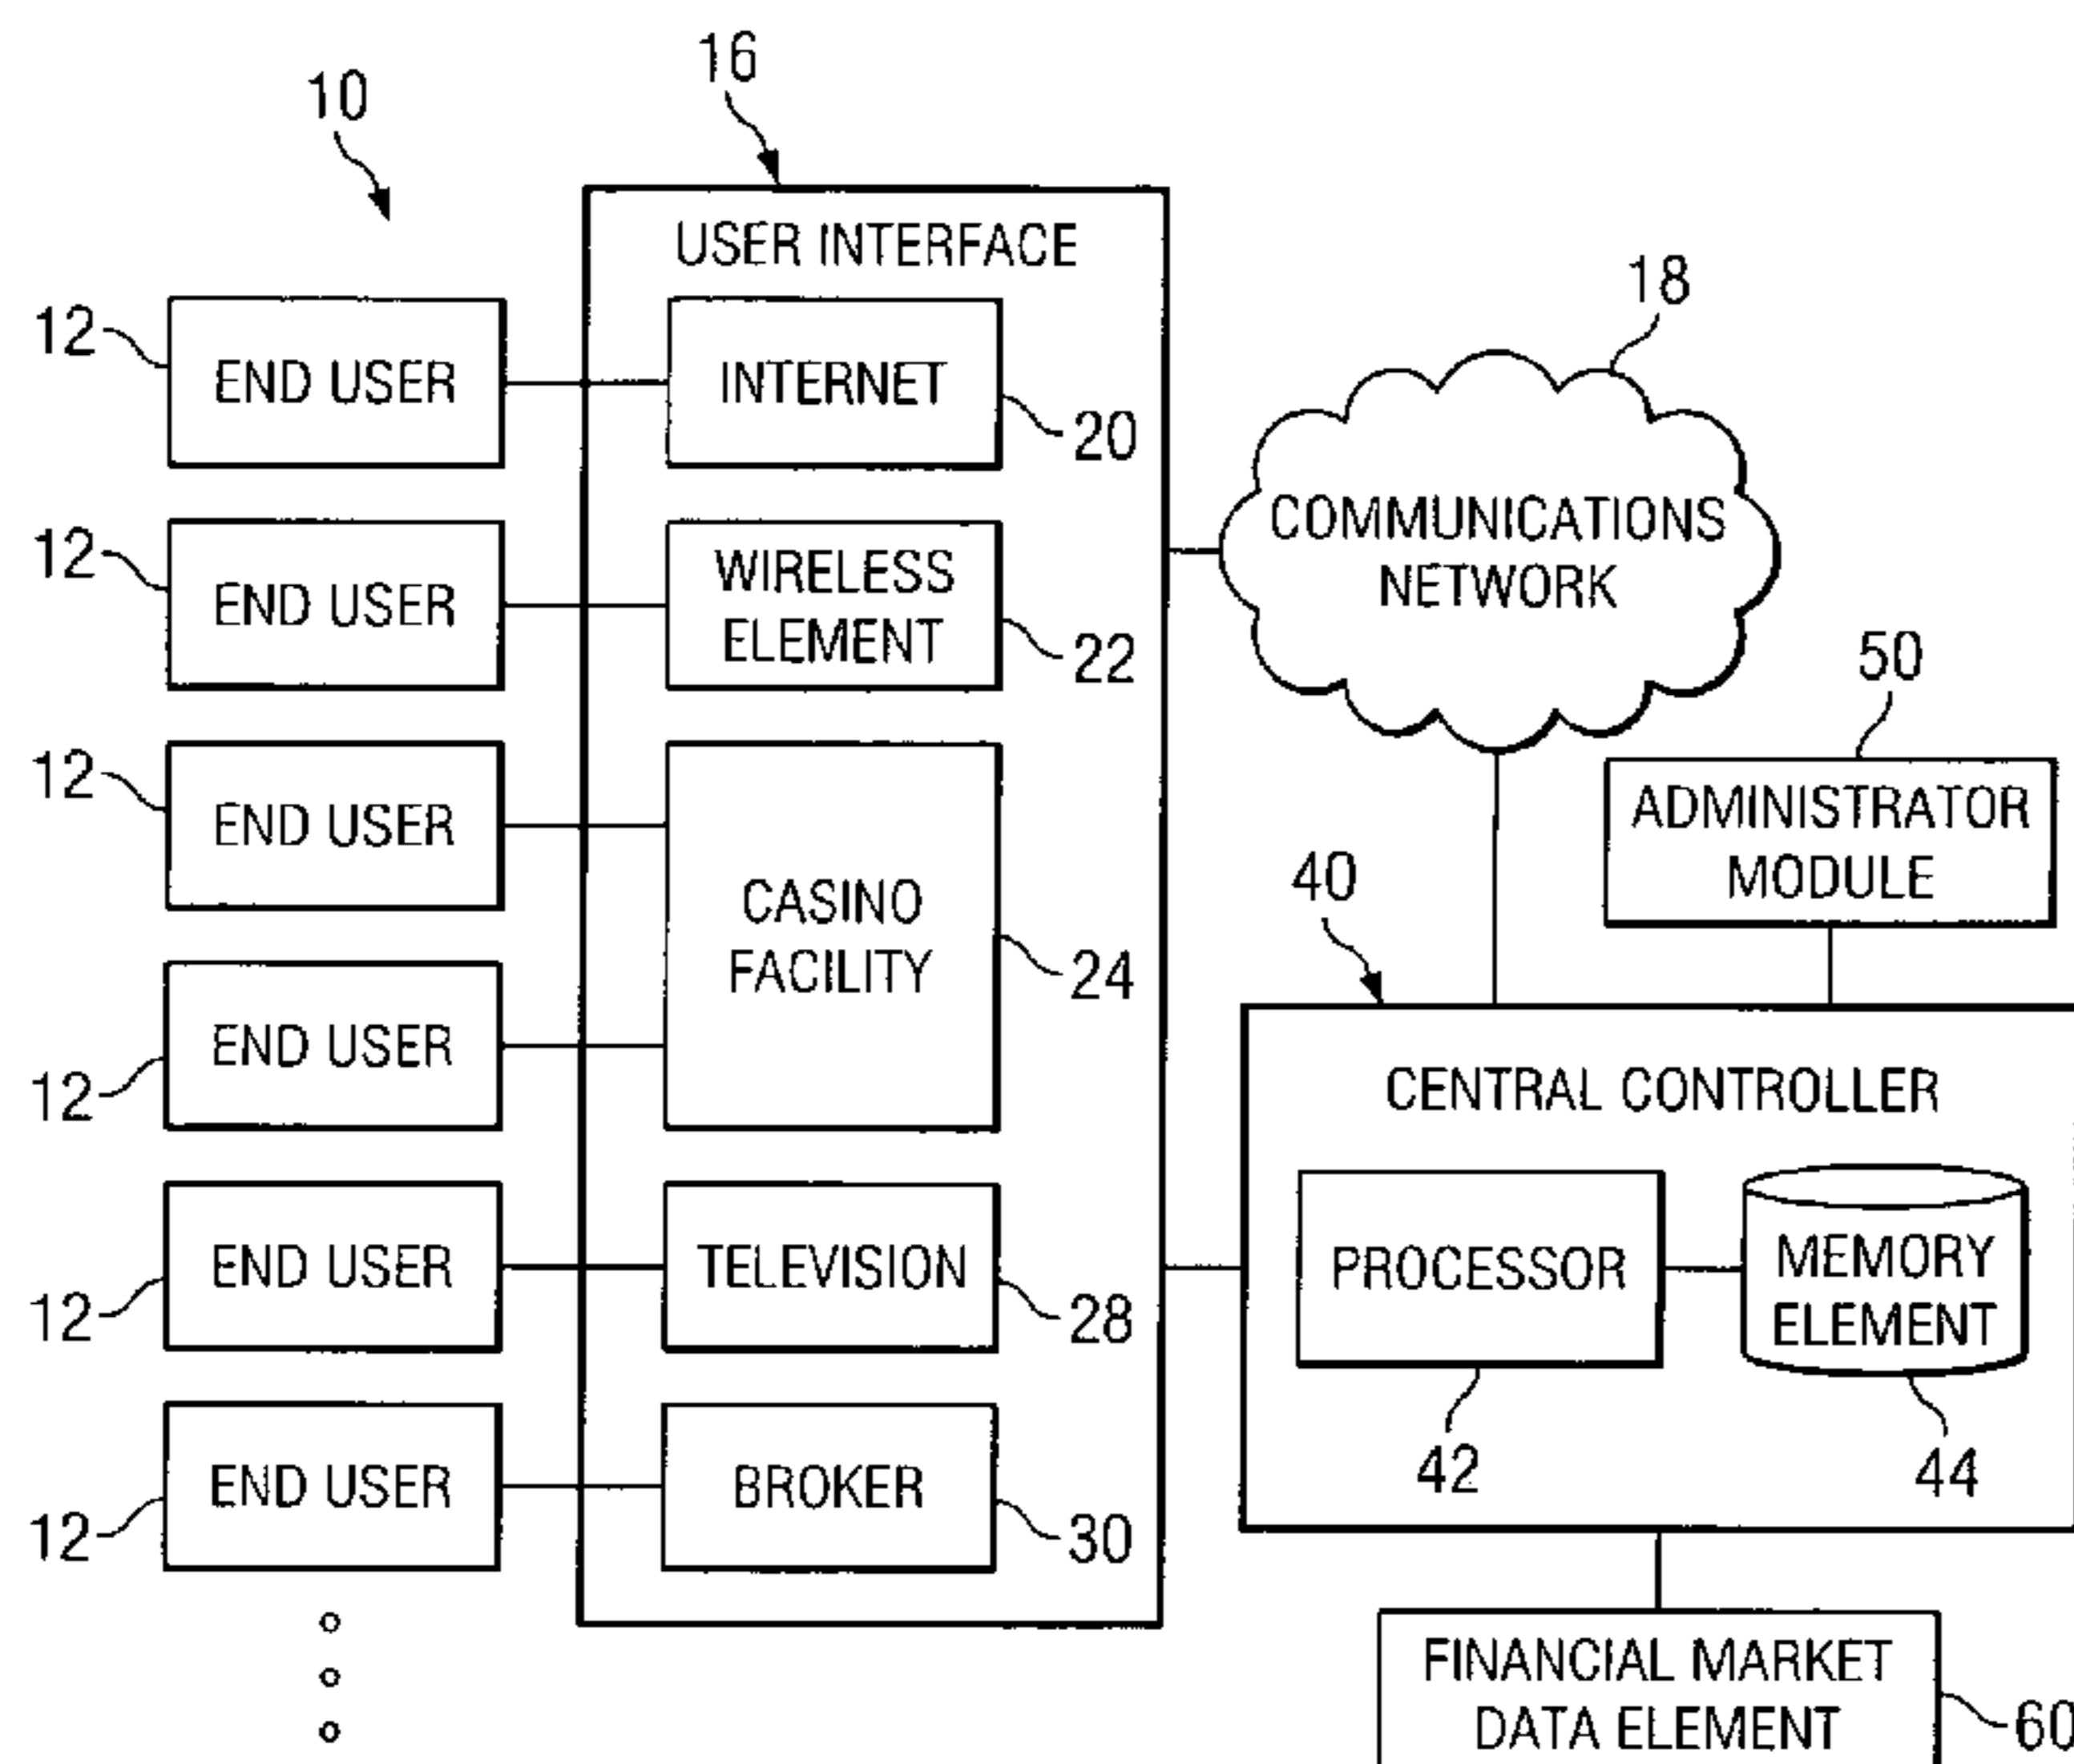 10
16
USER INTERFACE
12
END USER
INTERNET
20
12
END USER
WIRELESS
ELEMENT
22
12
END USER
CASINO
FACILITY
24
12
END USER
12
END USER
TELEVISION
28
12
END USER
BROKER
30
18
COMMUNICATIONS
NETWORK
50
ADMINISTRATOR
MODULE
40
CENTRAL CONTROLLER
PROCESSOR
42
MEMORY
ELEMENT
44
FINANCIAL MARKET
DATA ELEMENT
60